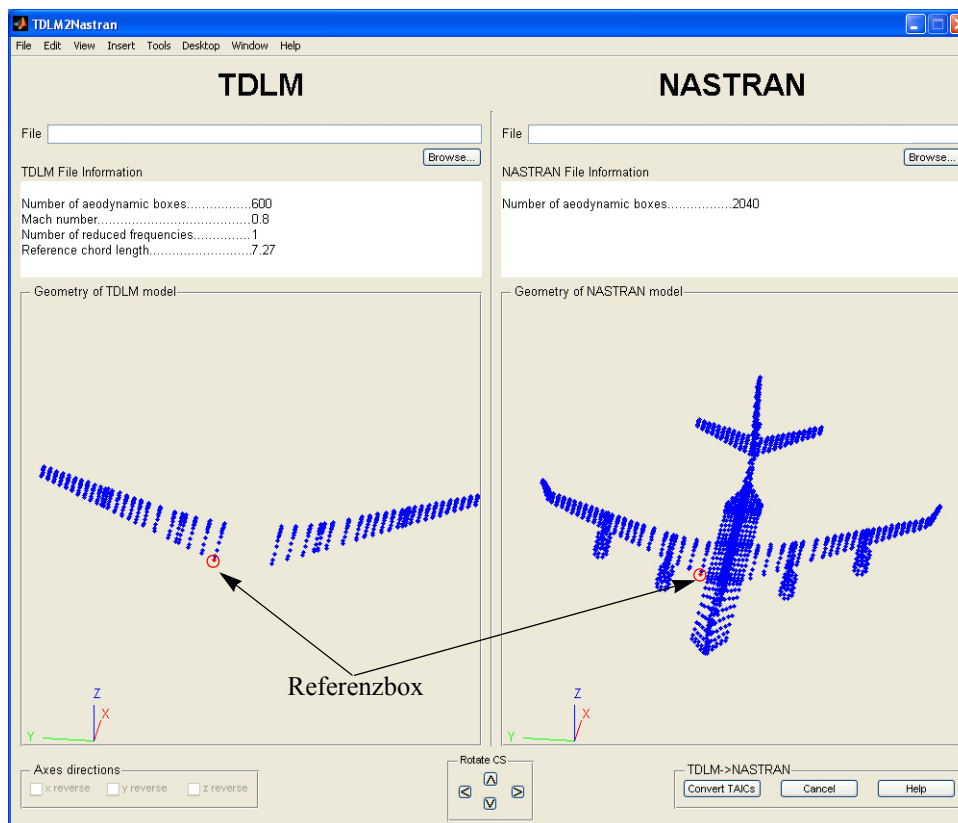 TDLM2Nastran
File Edit View Insert Tools Desktop Window Help
TDLM
NASTRAN
File
File
Browse...
Browse...
TDLM File Information
NASTRAN File Information
Number of aeodynamic boxes.................600
Mach number.........................................0.8
Number of reduced frequencies...............1
Reference chord length...........................7.27
Number of aeodynamic boxes.................2040
Geometry of TDLM model
Geometry of NASTRAN model
Referenzbox
Z
X
Y
Z
X
Y
Axes directions
x reverse y reverse z reverse
Rotate CS
< Λ V >
TDLM->NASTRAN
Convert TAICs Cancel Help